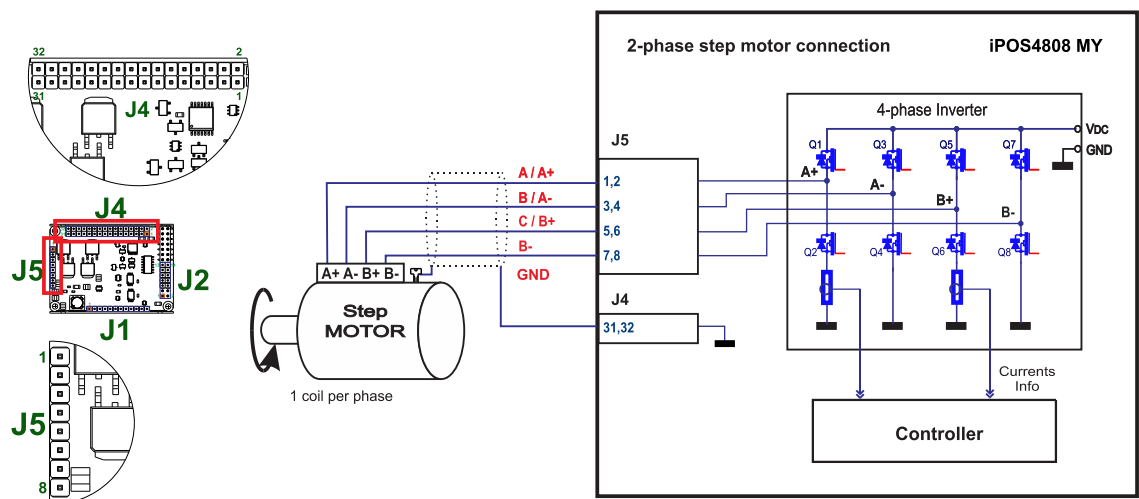 32
2
31
1
J4
J4
J5
J2
J1
1
J5
8
2-phase step motor connection
iPOS4808 MY
4-phase Inverter
VDC
GND
Q1
Q3
Q5
Q7
A+
A-
B+
B-
Q2
Q4
Q6
Q8
Currents
Info
Controller
J5
1,2
3,4
5,6
7,8
J4
31,32
A / A+
B / A-
C / B+
B-
GND
A+ A- B+ B-
Step
MOTOR
1 coil per phase